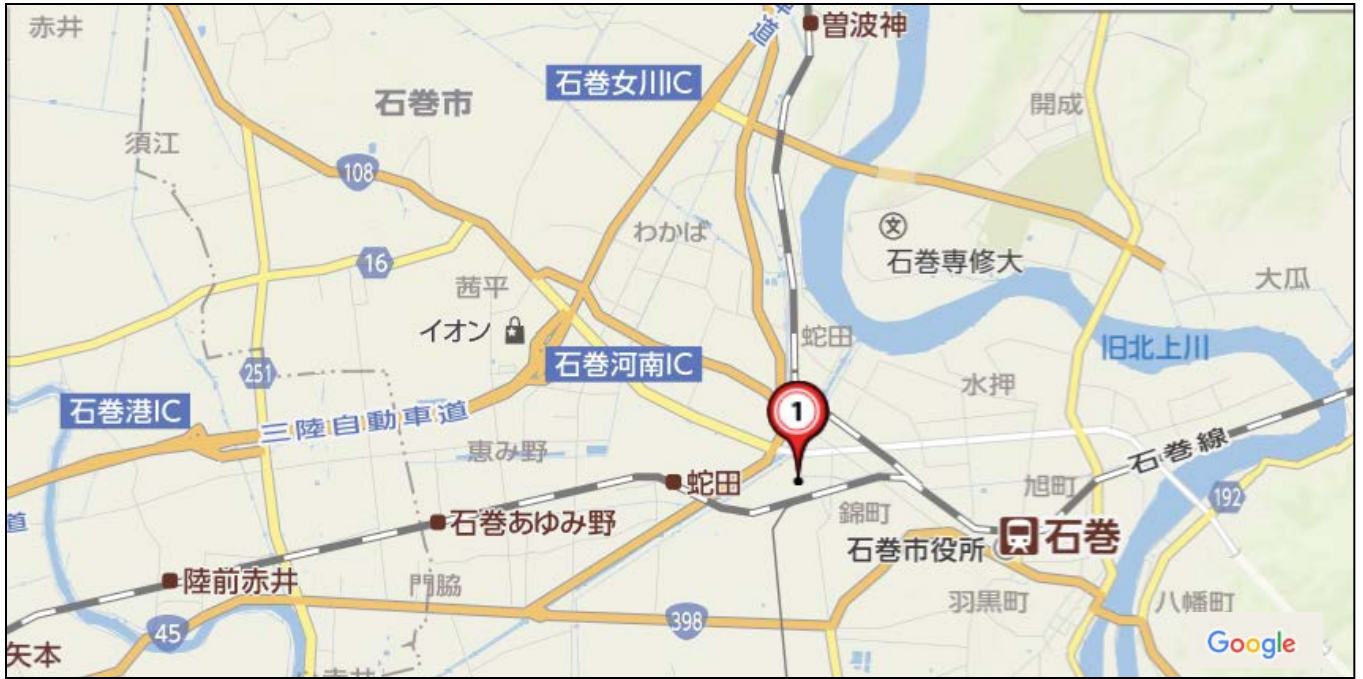 赤井
曽波神
石巻女川IC
石巻市
開成
須江
108
わかば
文
石巻専修大
16
茜平
大瓜
イオン
蛇田
石巻河南IC
旧北上川
251
水押
石巻港IC
三陸自動車道
1
恵み野
石巻線
蛇田
旭町
192
石巻あゆみ野
錦町
石巻市役所
石巻
道
陸前赤井
門脇
羽黒町
八幡町
398
45
矢本
Google